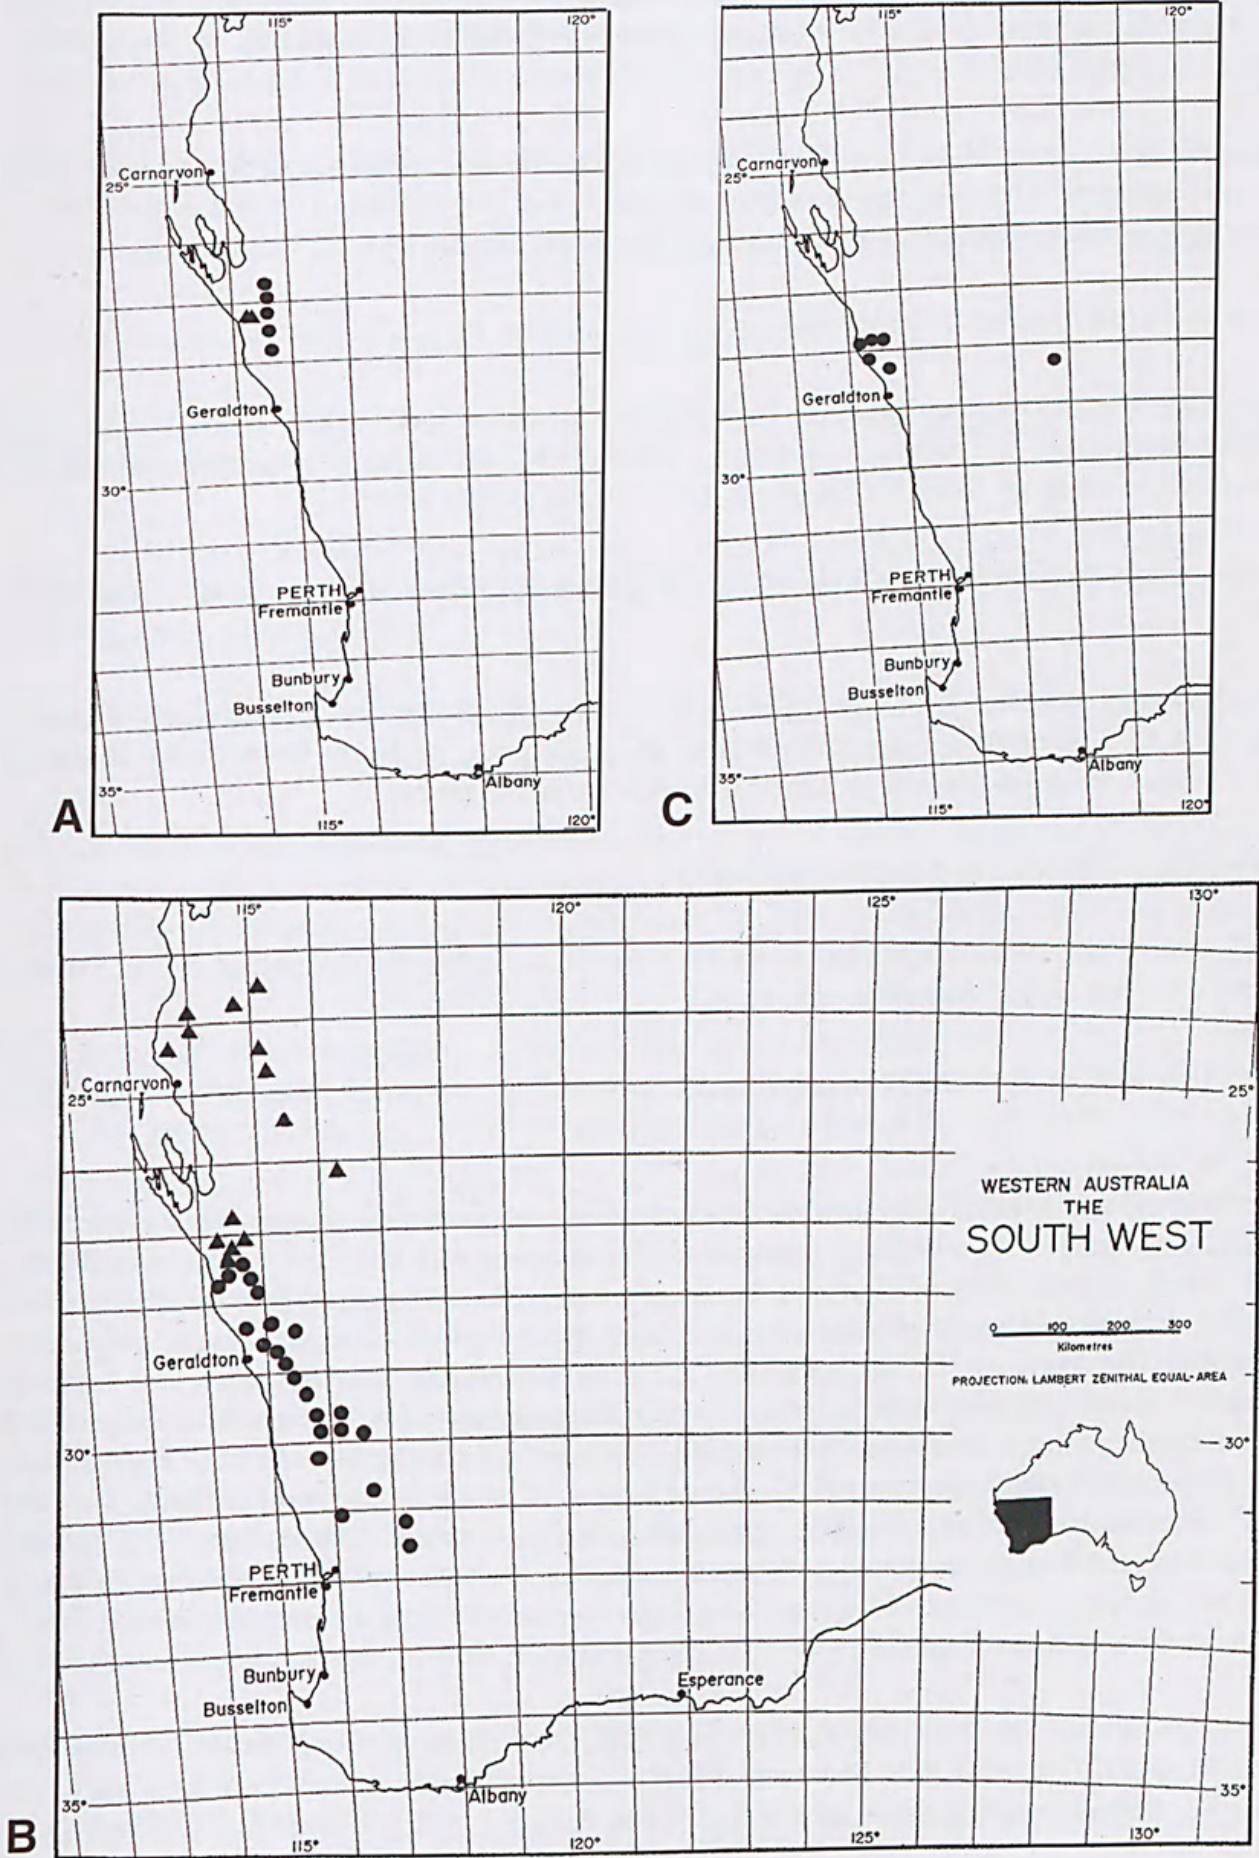 115°
120°
Carnarvon
25°
Geraldton
30°
PERTH
Fremantle
Bunbury
Busselton
Albany
35°
115°
120°
A
115°
120°
Carnarvon
25°
Geraldton
30°
PERTH
Fremantle
Bunbury
Busselton
Albany
35°
115°
120°
C
115°
120°
125°
130°
Carnarvon
25°
25°
WESTERN AUSTRALIA
THE
SOUTH WEST
0 100 200 300
Kilometres
PROJECTION: LAMBERT ZENITHAL EQUAL-AREA
Geraldton
30°
30°
PERTH
Fremantle
Bunbury
Busselton
Esperance
Albany
35°
35°
115°
120°
125°
130°
B